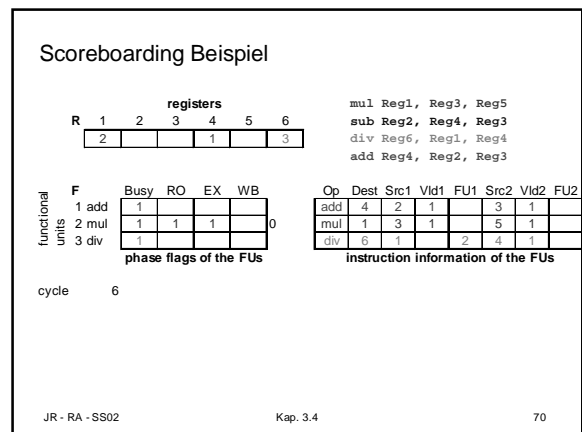 Scoreboarding Beispiel
registers
R 1 2 3 4 5 6
2 1 3
mul Reg1, Reg3, Reg5
sub Reg2, Reg4, Reg3
div Reg6, Reg1, Reg4
add Reg4, Reg2, Reg3
functional units
F Busy RO EX WB
1 add 1
2 mul 1 1 1 0
3 div 1
phase flags of the FUs
Op Dest Src1 Vld1 FU1 Src2 Vld2 FU2
add 4 2 1 3 1
mul 1 3 1 5 1
div 6 1 2 4 1
instruction information of the FUs
cycle 6
JR - RA - SS02 Kap. 3.4 70